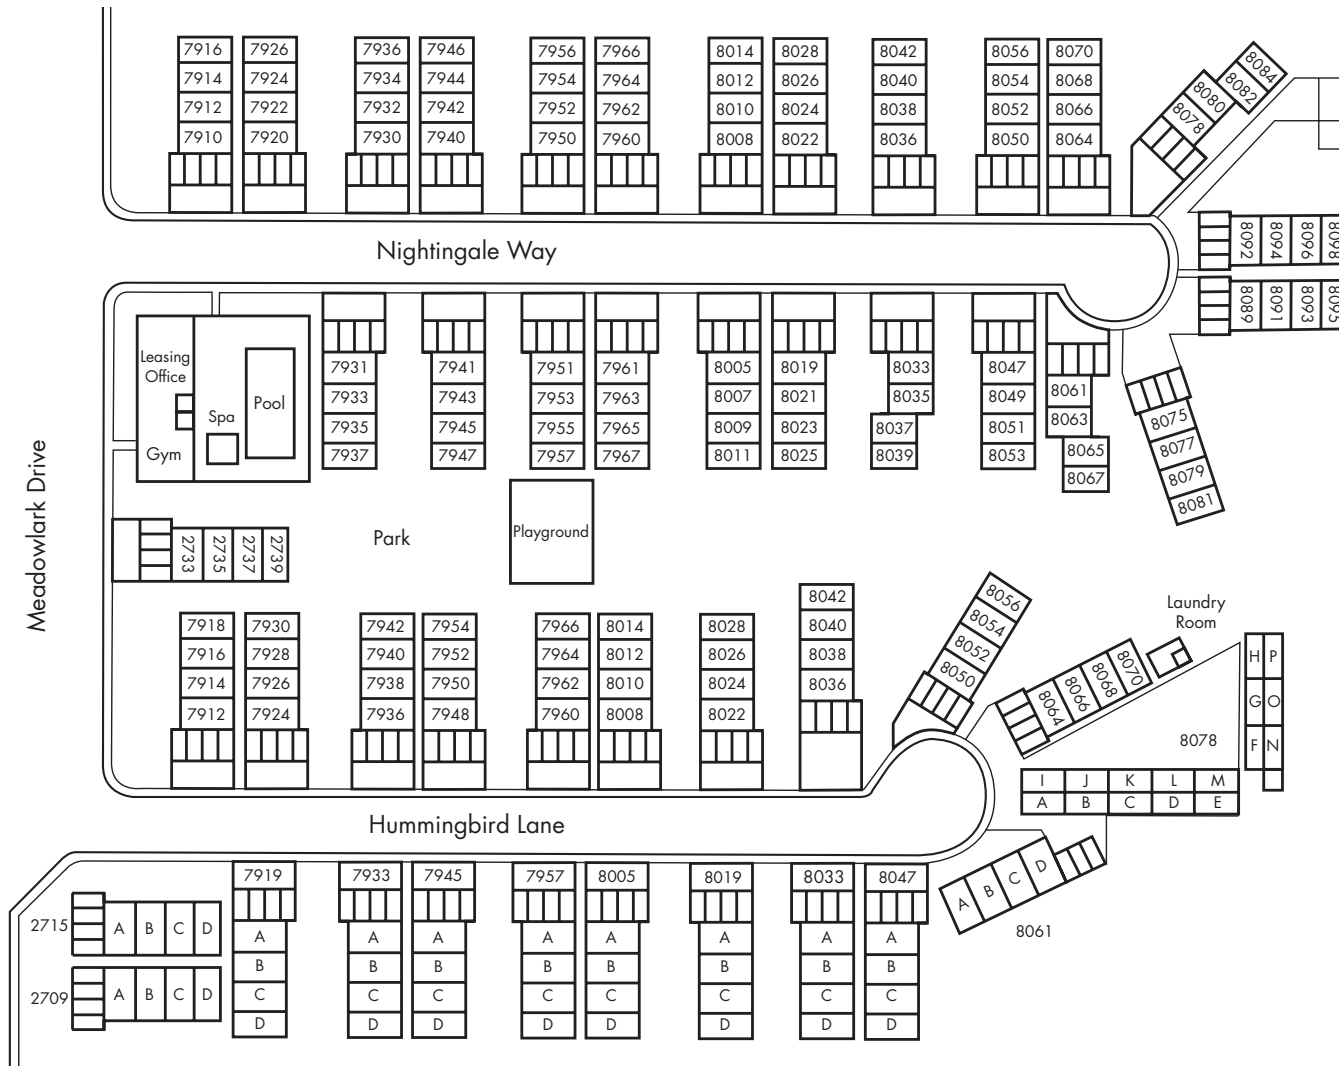 7916 7926 7936 7946 7956 7966 8014 8028 8042 8056 8070
7914 7924 7934 7944 7954 7964 8012 8026 8040 8054 8068
7912 7922 7932 7942 7952 7962 8010 8024 8038 8052 8066
7910 7920 7930 7940 7950 7960 8008 8022 8036 8050 8064
8084
8082
8080
8078
Nightingale Way
8092 8094 8096 8098
8089 8091 8093 8095
Leasing
Office
Spa
Pool
Gym
7931 7941 7951 7961 8005 8019 8033 8047 8061
7933 7943 7953 7963 8007 8021 8035 8049 8063
7935 7945 7955 7965 8009 8023 8037 8051 8065
7937 7947 7957 7967 8011 8025 8039 8053 8067
8075
8077
8079
8081
Meadowlark Drive
2733 2735 2737 2739
Park
Playground
7918 7930 7942 7954 7966 8014 8028 8042
7916 7928 7940 7952 7964 8012 8026 8040
7914 7926 7938 7950 7962 8010 8024 8038
7912 7924 7936 7948 7960 8008 8022 8036
8056
8054
8052
8050
Laundry
Room
8064 8066 8068 8070
H P
G O
F N
8078
I J K L M
A B C D E
Hummingbird Lane
7919 7933 7945 7957 8005 8019 8033 8047
A A A A A A A A
B B B B B B B B
C C C C C C C C
D D D D D D D D
A B C D
8061
2715 A B C D
2709 A B C D